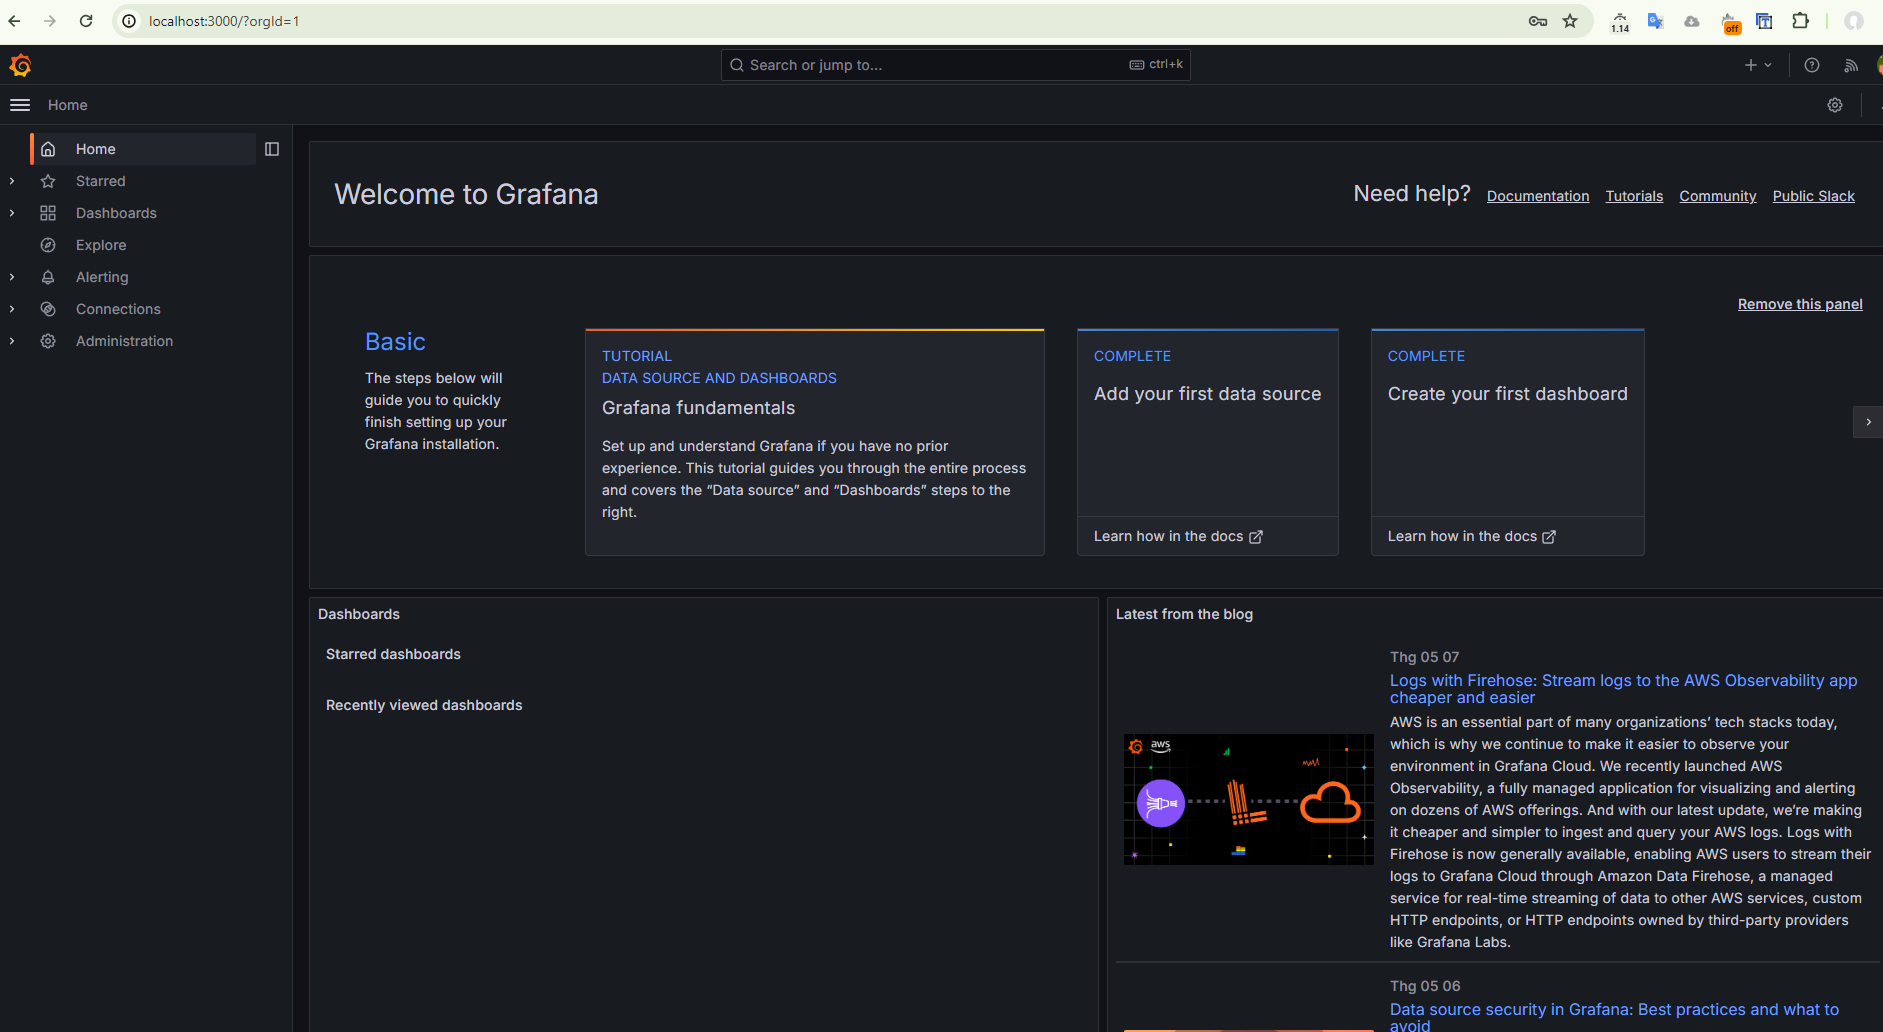 localhost:3000/?orgId=1
1.14
off
Search or jump to...
ctrl+k
Home
Home
Starred
Dashboards
Explore
Alerting
Connections
Administration
Welcome to Grafana
Need help?
Documentation
Tutorials
Community
Public Slack
Remove this panel
Basic
The steps below will
guide you to quickly
finish setting up your
Grafana installation.
TUTORIAL
DATA SOURCE AND DASHBOARDS
Grafana fundamentals
Set up and understand Grafana if you have no prior
experience. This tutorial guides you through the entire process
and covers the “Data source” and “Dashboards” steps to the
right.
COMPLETE
Add your first data source
Learn how in the docs
COMPLETE
Create your first dashboard
Learn how in the docs
Dashboards
Starred dashboards
Recently viewed dashboards
Latest from the blog
aws
Thg 05 07
Logs with Firehose: Stream logs to the AWS Observability app
cheaper and easier
AWS is an essential part of many organizations’ tech stacks today,
which is why we continue to make it easier to observe your
environment in Grafana Cloud. We recently launched AWS
Observability, a fully managed application for visualizing and alerting
on dozens of AWS offerings. And with our latest update, we’re making
it cheaper and simpler to ingest and query your AWS logs. Logs with
Firehose is now generally available, enabling AWS users to stream their
logs to Grafana Cloud through Amazon Data Firehose, a managed
service for real-time streaming of data to other AWS services, custom
HTTP endpoints, or HTTP endpoints owned by third-party providers
like Grafana Labs.
Thg 05 06
Data source security in Grafana: Best practices and what to
avoid